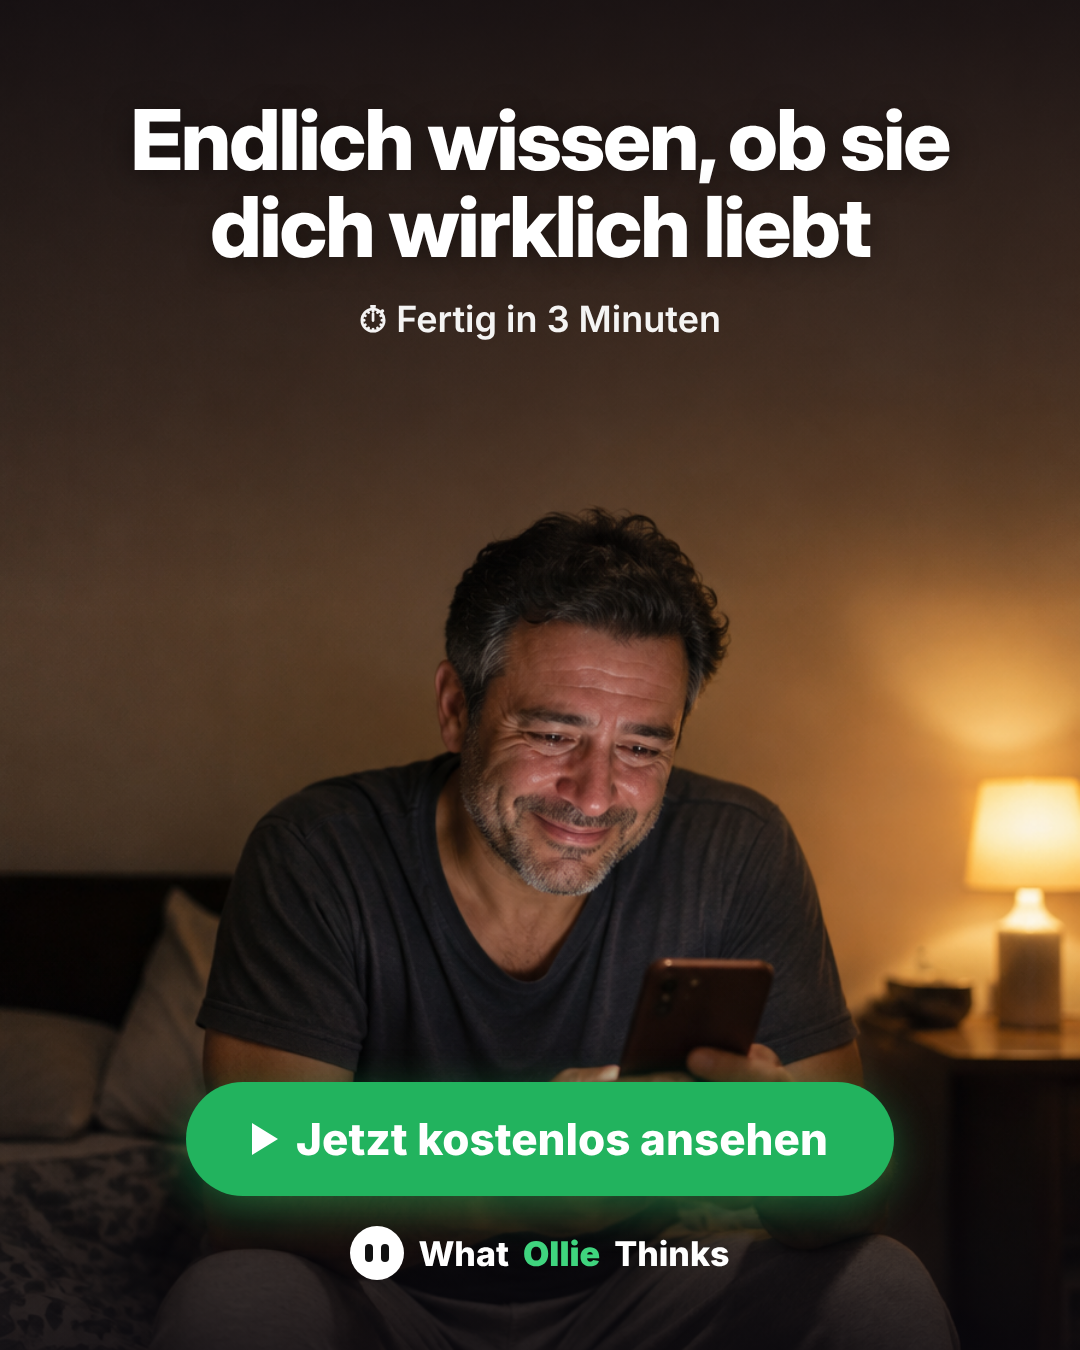 Endlich wissen, ob sie
dich wirklich liebt
⏱ Fertig in 3 Minuten
▶ Jetzt kostenlos ansehen
What Ollie Thinks